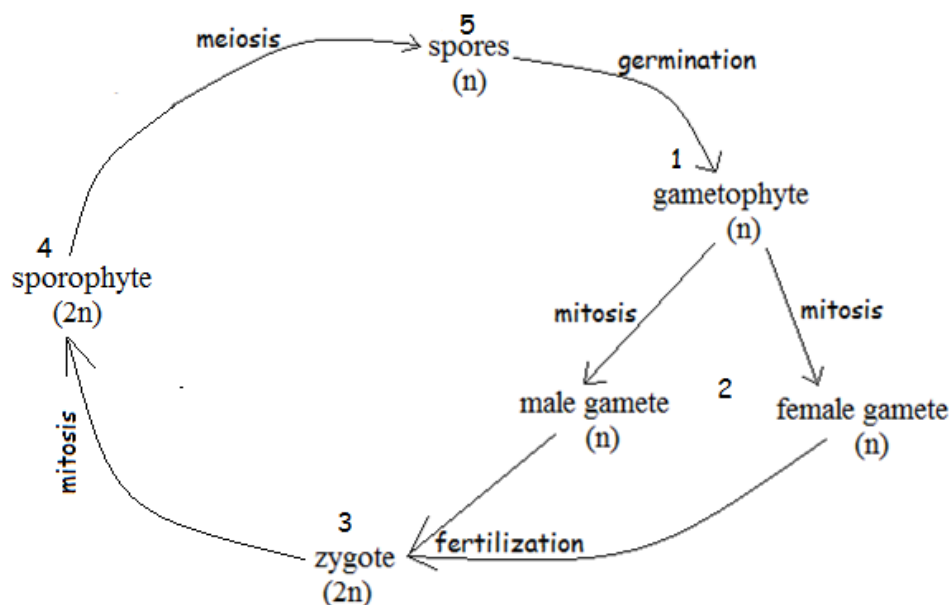 5
meiosis
spores
(n)
germination
1
gametophyte
(n)
4
sporophyte
(2n)
mitosis
mitosis
2
male gamete
(n)
female gamete
(n)
mitosis
3
fertilization
zygote
(2n)